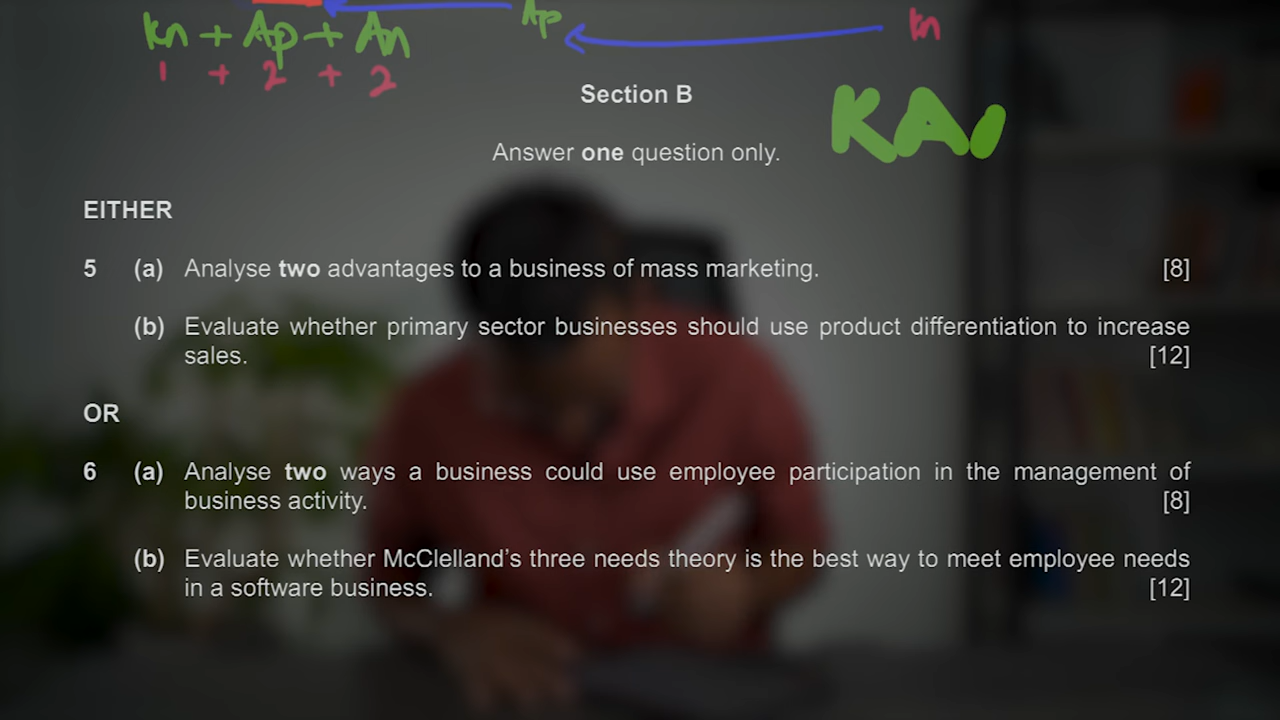 Kn + Ap + An
Ap
Kn
1 + 2 + 2
Section B
KA
Answer one question only.
EITHER
5 (a) Analyse two advantages to a business of mass marketing. [8]
(b) Evaluate whether primary sector businesses should use product differentiation to increase
sales. [12]
OR
6 (a) Analyse two ways a business could use employee participation in the management of
business activity. [8]
(b) Evaluate whether McClelland’s three needs theory is the best way to meet employee needs
in a software business. [12]